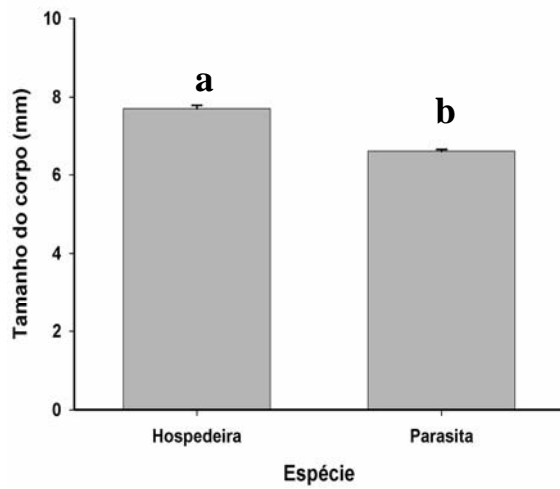 10
8
6
4
2
0
Tamanho do corpo (mm)
a
b
Hospedeira
Parasita
Espécie